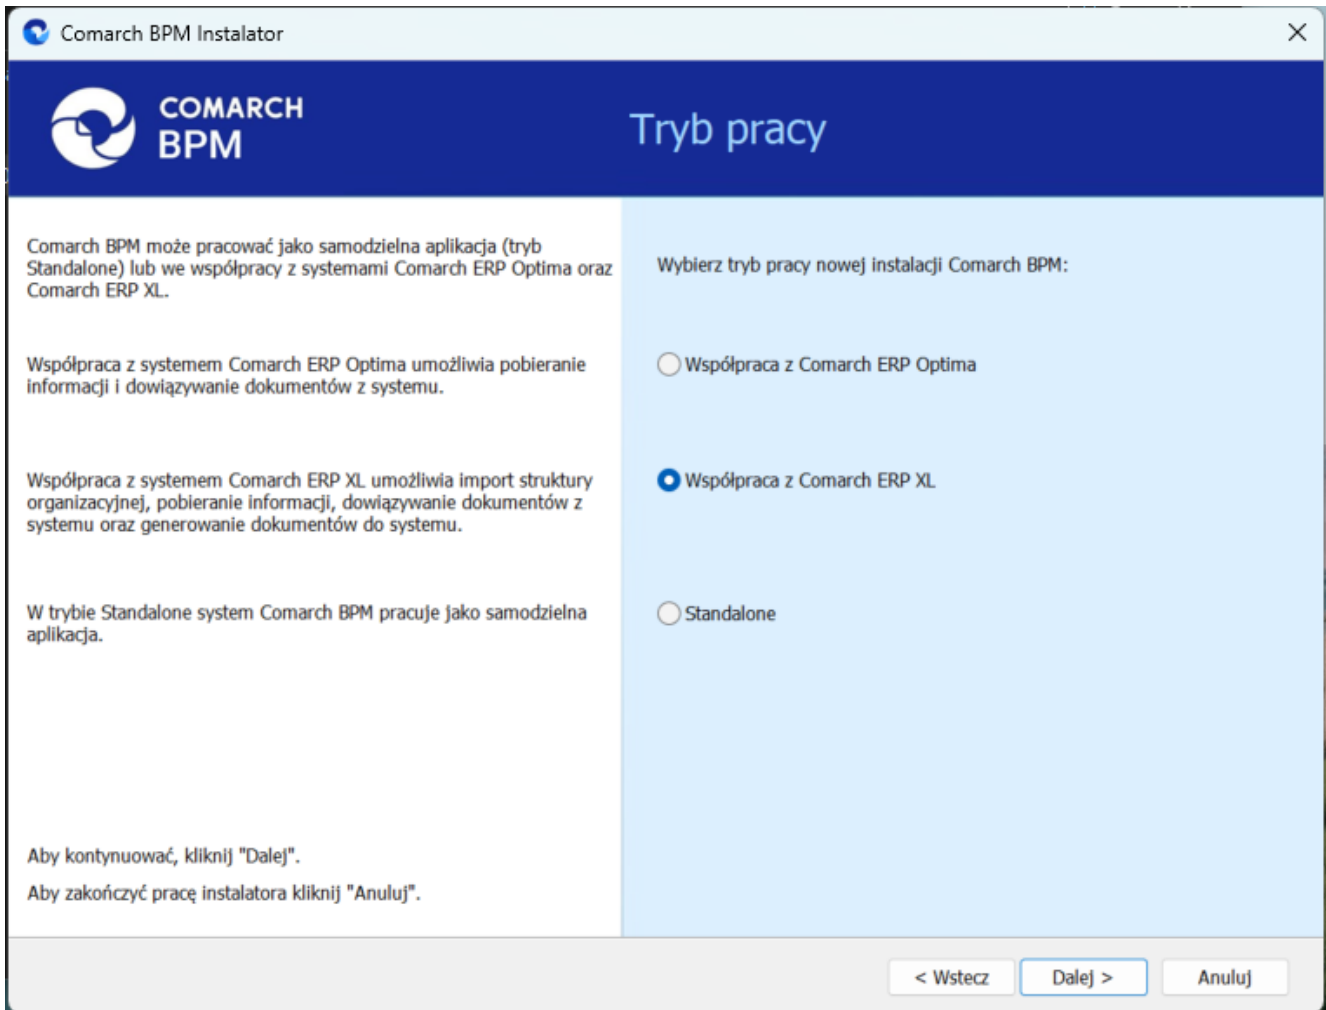 Comarch BPM Instalator
COMARCH
BPM
Tryb pracy
Comarch BPM może pracować jako samodzielna aplikacja (tryb
Standalone) lub we współpracy z systemami Comarch ERP Optima oraz
Comarch ERP XL.
Wybierz tryb pracy nowej instalacji Comarch BPM:
Współpraca z systemem Comarch ERP Optima umożliwia pobieranie
informacji i dowiązywanie dokumentów z systemu.
Współpraca z Comarch ERP Optima
Współpraca z systemem Comarch ERP XL umożliwia import struktury
organizacyjnej, pobieranie informacji, dowiązywanie dokumentów z
systemu oraz generowanie dokumentów do systemu.
Współpraca z Comarch ERP XL
W trybie Standalone system Comarch BPM pracuje jako samodzielna
aplikacja.
Standalone
Aby kontynuować, kliknij "Dalej".
Aby zakończyć pracę instalatora kliknij "Anuluj".
< Wstecz
Dalej >
Anuluj